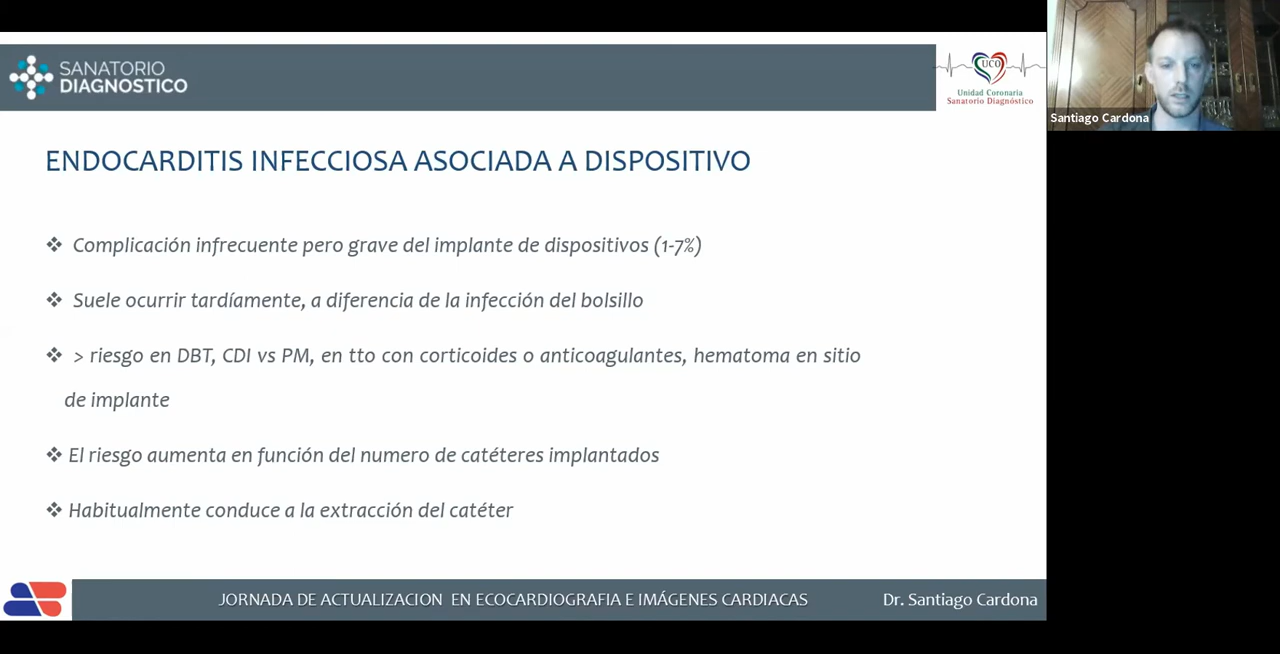 SANATORIO
DIAGNOSTICO
UCO
Unidad Coronaria
Sanatorio Diagnóstico
Santiago Cardona
ENDOCARDITIS INFECCIOSA ASOCIADA A DISPOSITIVO
❖ Complicación infrecuente pero grave del implante de dispositivos (1-7%)
❖ Suele ocurrir tardíamente, a diferencia de la infección del bolsillo
❖ > riesgo en DBT, CDI vs PM, en tto con corticoides o anticoagulantes, hematoma en sitio
de implante
❖ El riesgo aumenta en función del numero de catéteres implantados
❖ Habitualmente conduce a la extracción del catéter
JORNADA DE ACTUALIZACION EN ECOCARDIOGRAFIA E IMÁGENES CARDIACAS
Dr. Santiago Cardona